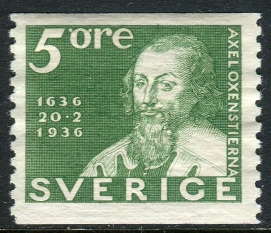 5 öre
1636
20·2
1936
AXEL OXENSTIERNA
SVERIGE